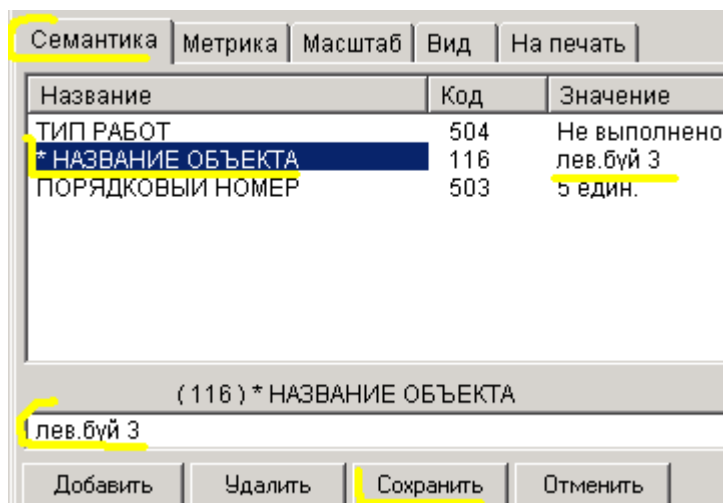 Семантика Метрика Масштаб Вид На печать
Название Код Значение
ТИП РАБОТ 504 Не выполнено
* НАЗВАНИЕ ОБЪЕКТА 116 лев.буй 3
ПОРЯДКОВЫЙ НОМЕР 503 5 един.
( 116 ) * НАЗВАНИЕ ОБЪЕКТА
лев.буй 3
Добавить Удалить Сохранить Отменить